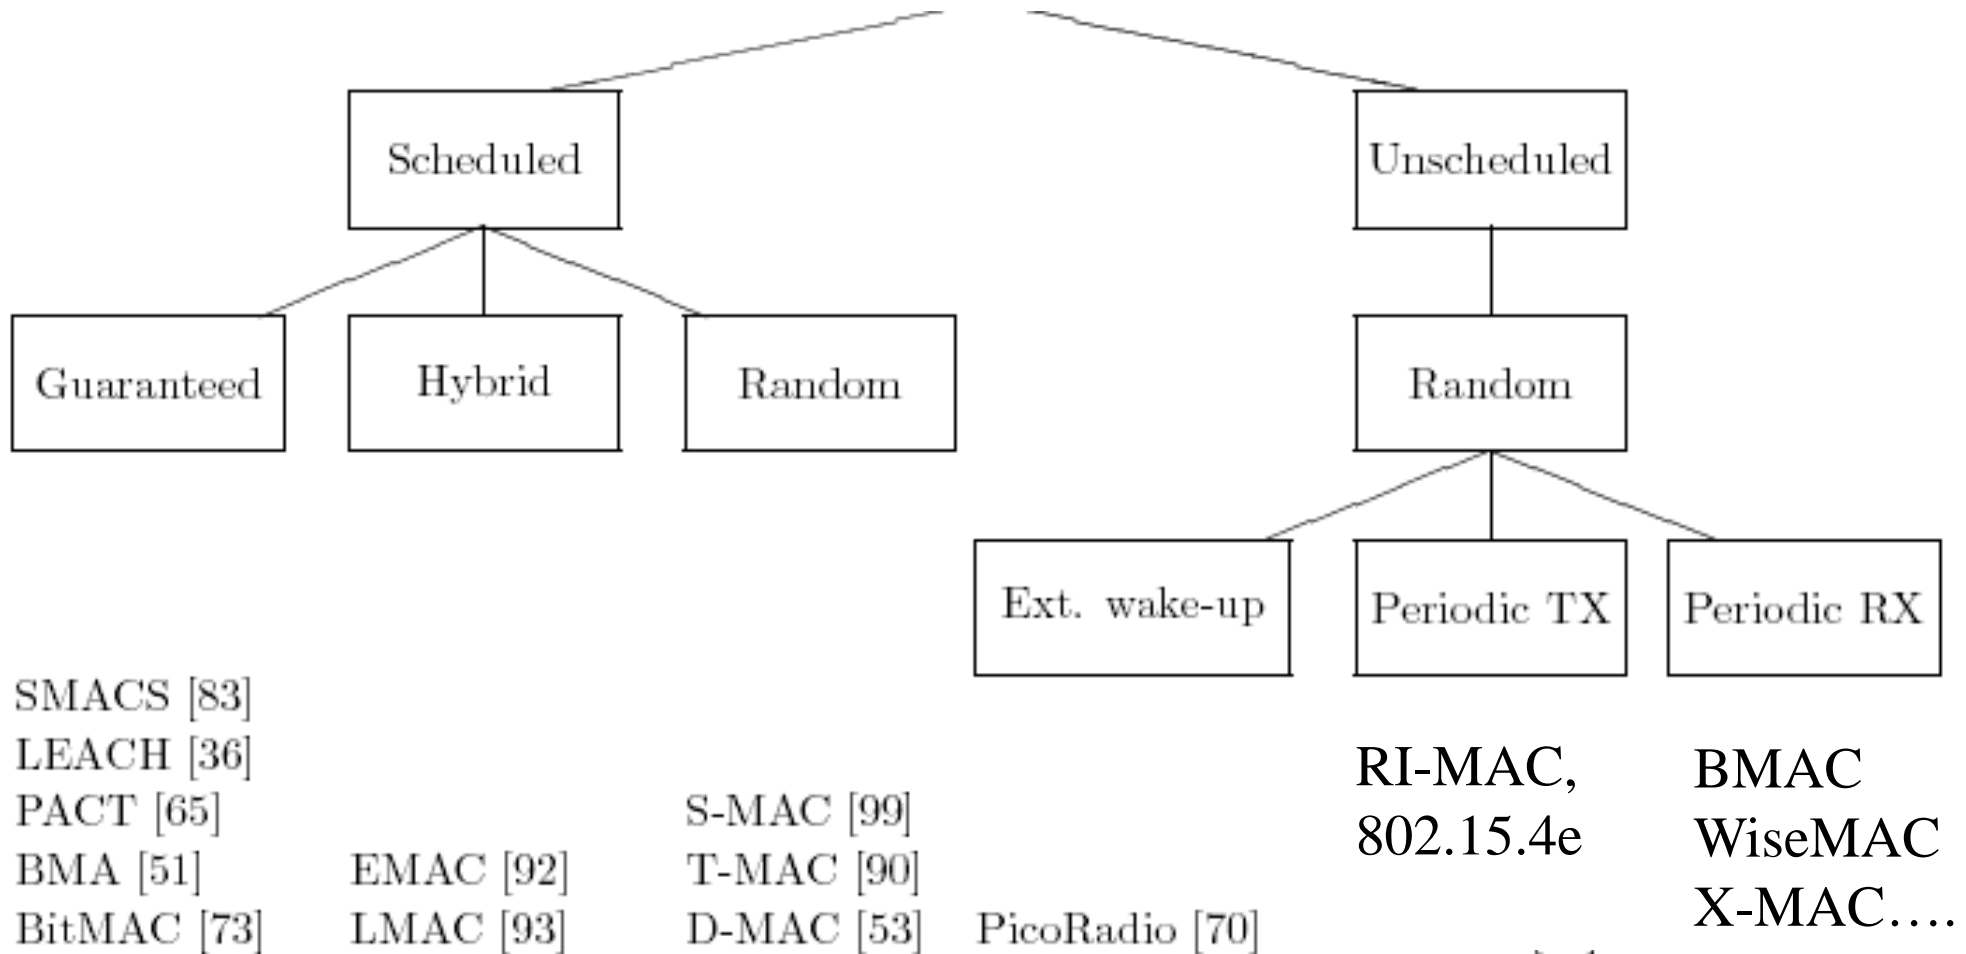 Scheduled
Unscheduled
Guaranteed
Hybrid
Random
Random
Ext. wake-up
Periodic TX
Periodic RX
SMACS [83]
LEACH [36]
PACT [65]
BMA [51]
BitMAC [73]
EMAC [92]
LMAC [93]
S-MAC [99]
T-MAC [90]
D-MAC [53]
PicoRadio [70]
RI-MAC,
802.15.4e
BMAC
WiseMAC
X-MAC….